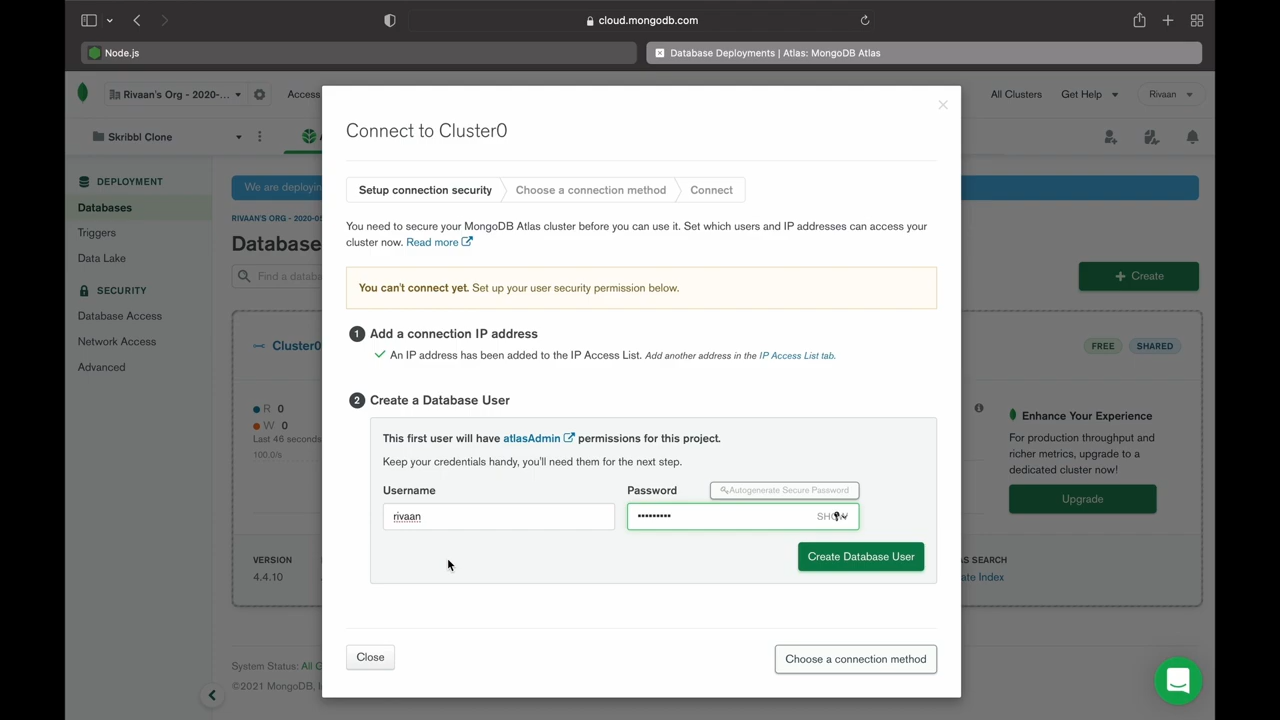 cloud.mongodb.com
Node.js
Database Deployments | Atlas: MongoDB Atlas
Rivaan's Org - 2020-...
Access
All Clusters
Get Help
Rivaan
Skribbl Clone
DEPLOYMENT
Databases
Triggers
Data Lake
SECURITY
Database Access
Network Access
Advanced
We are deployin
RIVAAN'S ORG - 2020-0
Database
Find a databa
Create
Cluster0
FREE
SHARED
R 0
W 0
Last 46 seconds
100.0/s
Enhance Your Experience
For production throughput and
richer metrics, upgrade to a
dedicated cluster now!
Upgrade
VERSION
4.4.10
AS SEARCH
ate Index
System Status: All G
©2021 MongoDB, I
Connect to Cluster0
Setup connection security
Choose a connection method
Connect
You need to secure your MongoDB Atlas cluster before you can use it. Set which users and IP addresses can access your
cluster now. Read more
You can't connect yet. Set up your user security permission below.
1 Add a connection IP address
An IP address has been added to the IP Access List. Add another address in the IP Access List tab.
2 Create a Database User
This first user will have atlasAdmin permissions for this project.
Keep your credentials handy, you'll need them for the next step.
Username
Password
Autogenerate Secure Password
rivaan
•••••••••
Create Database User
Close
Choose a connection method